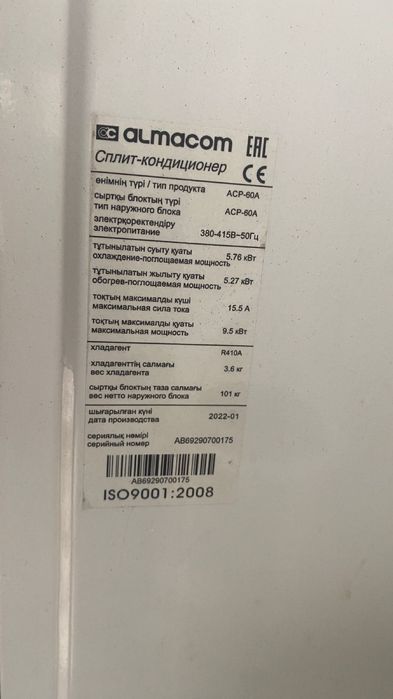 almacom EAC
Сплит-кондиционер CE
өнімнің түрі / тип продукта ACP-60A
сыртқы блоктың түрі
тип наружного блока ACP-60A
электрқоректендіру
электропитание 380-415В~50Гц
тұтынылатын суыту қуаты
охлаждение-поглощаемая мощность 5.76 кВт
тұтынылатын жылыту қуаты
обогрев-поглощаемая мощность 5.27 кВт
тоқтың максималды күші
максимальная сила тока 15.5 А
тоқтың максималды қуаты
максимальная мощность 9.5 кВт
хладагент R410A
хладагенттің салмағы
вес хладагента 3.6 кг
сыртқы блоктың таза салмағы
вес нетто наружного блока 101 кг
шығарылған күні
дата производства 2022-01
сериялық нөмірі
серийный номер AB69290700175
AB69290700175
ISO9001:2008